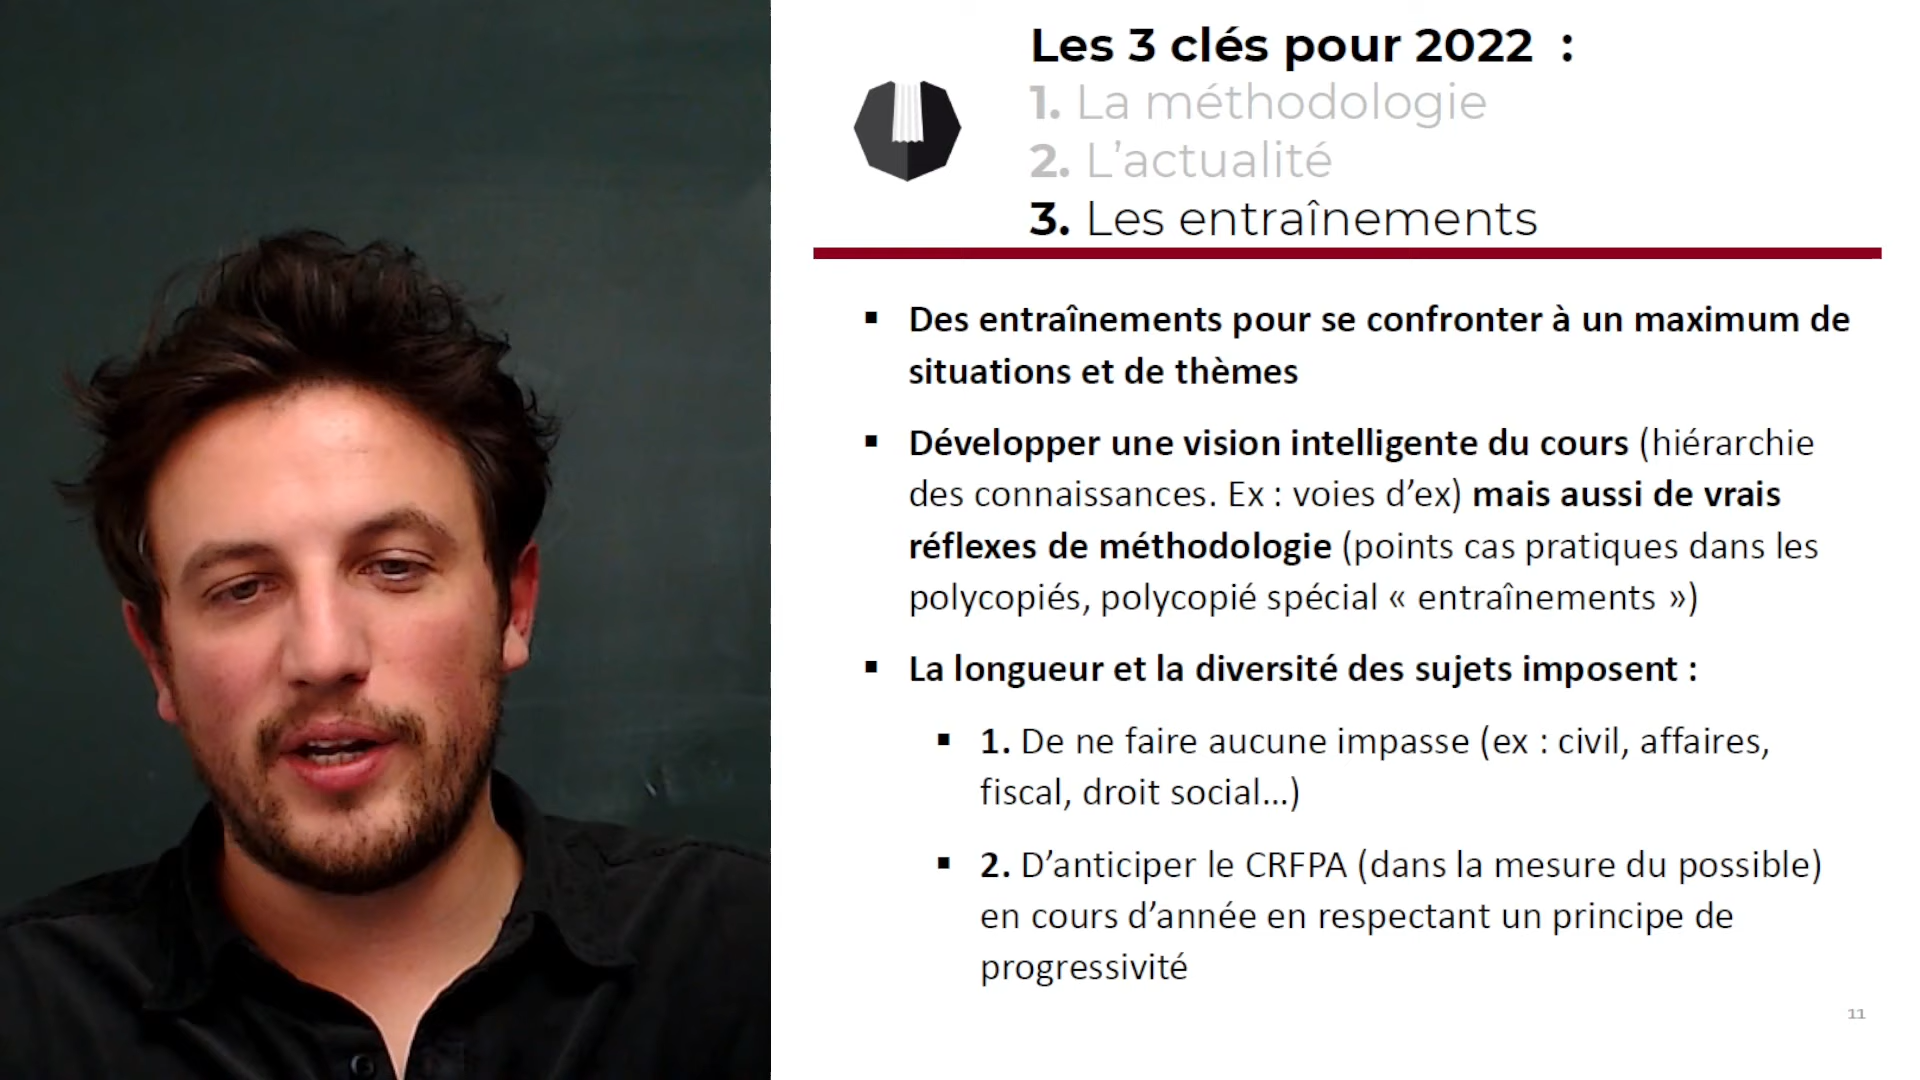 Les 3 clés pour 2022  :
1. La méthodologie
2. L’actualité
3. Les entraînements
▪ Des entraînements pour se confronter à un maximum de
situations et de thèmes
▪ Développer une vision intelligente du cours (hiérarchie
des connaissances. Ex : voies d’ex) mais aussi de vrais
réflexes de méthodologie (points cas pratiques dans les
polycopiés, polycopié spécial « entraînements »)
▪ La longueur et la diversité des sujets imposent :
▪ 1. De ne faire aucune impasse (ex : civil, affaires,
fiscal, droit social…)
▪ 2. D’anticiper le CRFPA (dans la mesure du possible)
en cours d’année en respectant un principe de
progressivité
11